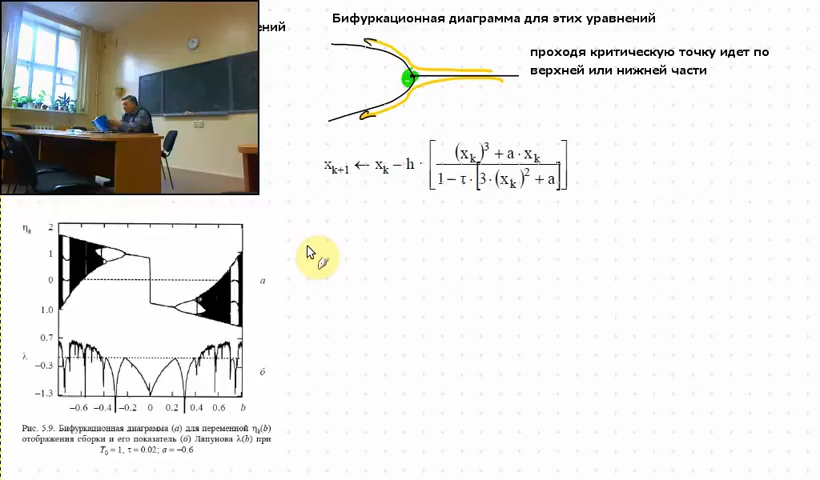 ений
Бифуркационная диаграмма для этих уравнений
проходя критическую точку идет по
верхней или нижней части
x_{k+1} ← x_k – h · [ ((x_k)^3 + a · x_k) / (1 – τ · [3 · (x_k)^2 + a]) ]
η_k
2
1
0
1.0
а
0.7
λ
–0.3
–1.3
б
–0.6 –0.4 –0.2 0 0.2 0.4 0.6 b
Рис. 5.9. Бифуркационная диаграмма (а) для переменной η_k(b)
отображения сборки и его показатель (б) Ляпунова λ(b) при
T_0 = 1, τ = 0.02; a = –0.6